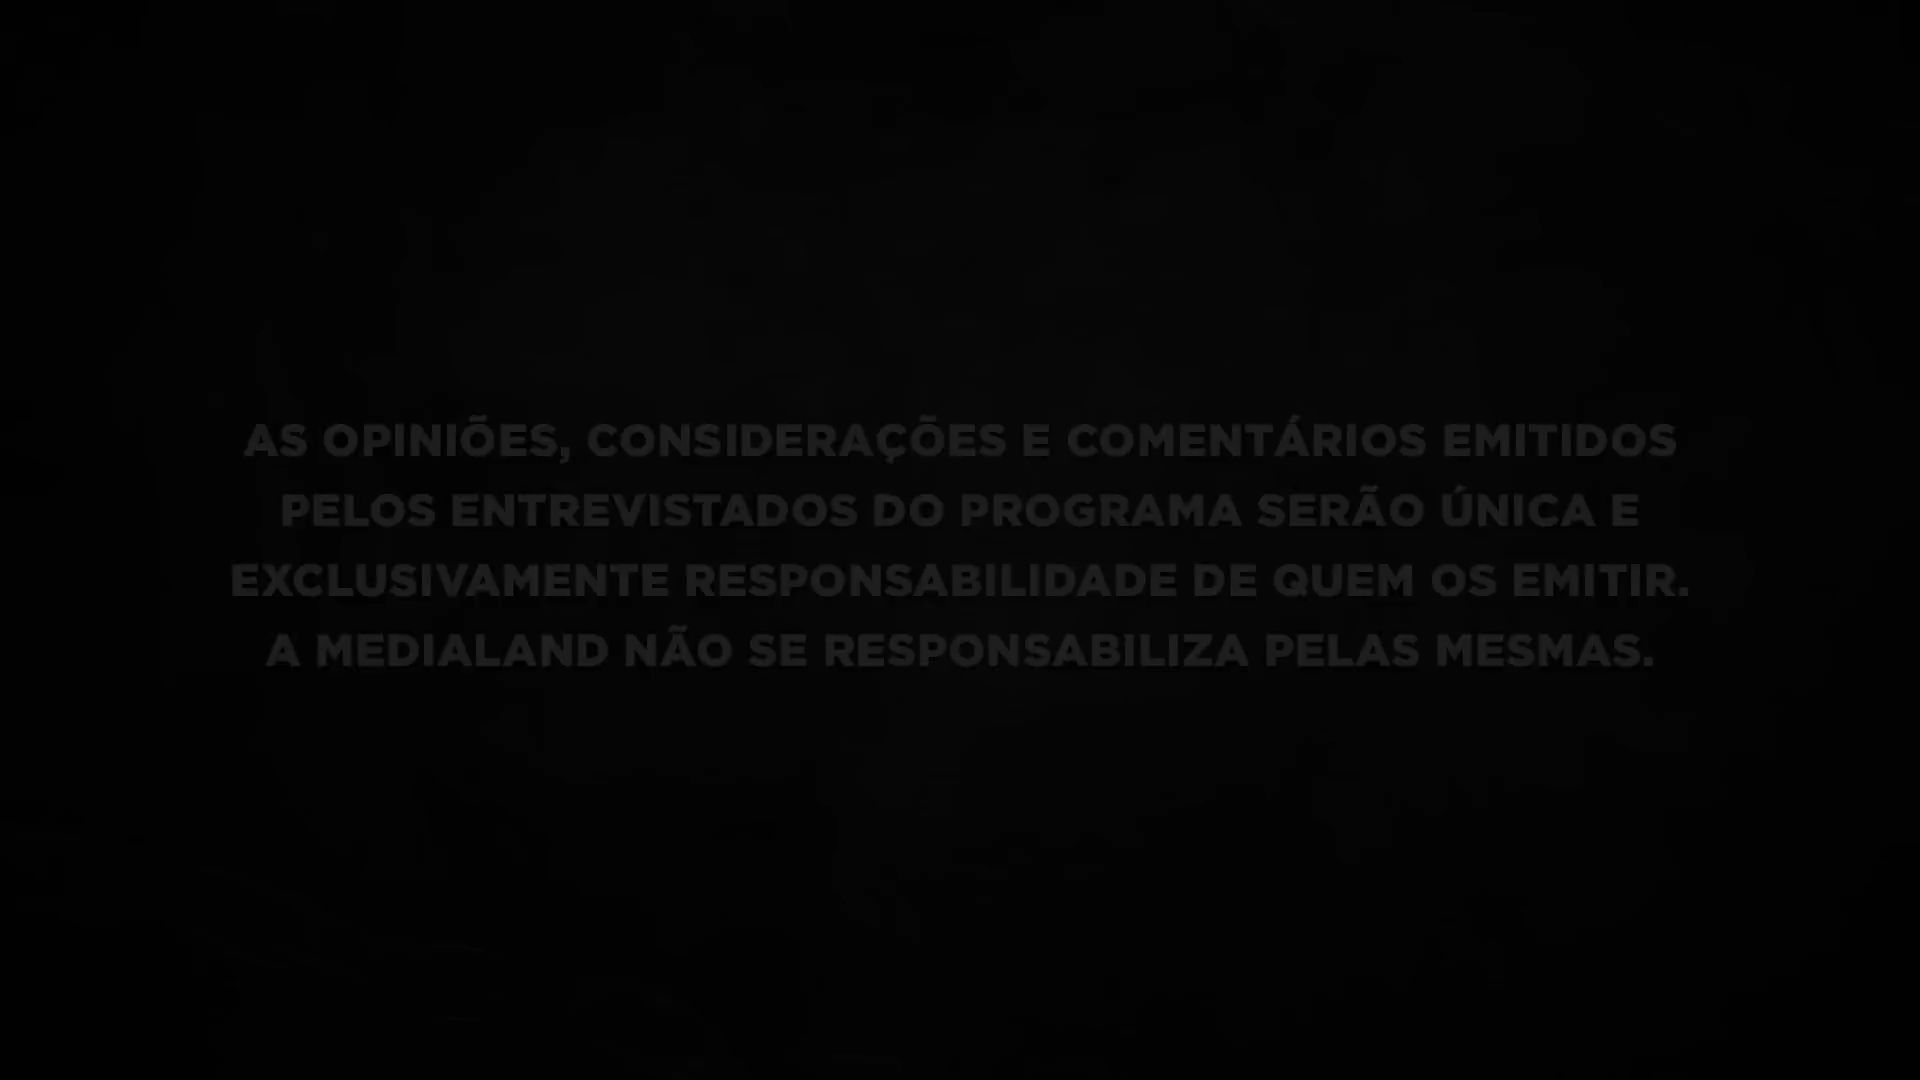 AS OPINIÕES, CONSIDERAÇÕES E COMENTÁRIOS EMITIDOS
PELOS ENTREVISTADOS DO PROGRAMA SERÃO ÚNICA E
EXCLUSIVAMENTE RESPONSABILIDADE DE QUEM OS EMITIR.
A MEDIALAND NÃO SE RESPONSABILIZA PELAS MESMAS.